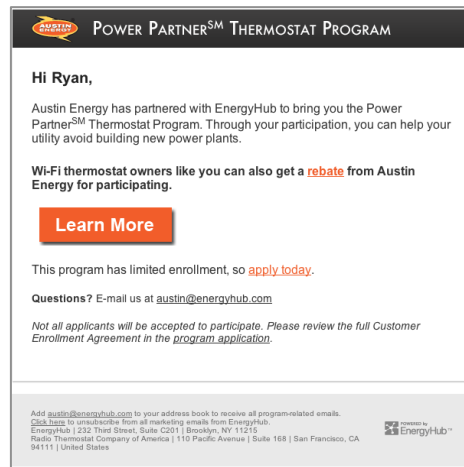 AUSTIN ENERGY
POWER PARTNER℠ THERMOSTAT PROGRAM
Hi Ryan,
Austin Energy has partnered with EnergyHub to bring you the Power
Partner℠ Thermostat Program. Through your participation, you can help your
utility avoid building new power plants.
Wi-Fi thermostat owners like you can also get a rebate from Austin
Energy for participating.
Learn More
This program has limited enrollment, so apply today.
Questions? E-mail us at austin@energyhub.com
Not all applicants will be accepted to participate. Please review the full Customer
Enrollment Agreement in the program application.
Add austin@energyhub.com to your address book to receive all program-related emails.
Click here to unsubscribe from all marketing emails from EnergyHub.
EnergyHub | 232 Third Street, Suite C201 | Brooklyn, NY 11215
Radio Thermostat Company of America | 110 Pacific Avenue | Suite 168 | San Francisco, CA
94111 | United States
POWERED BY
EnergyHub™